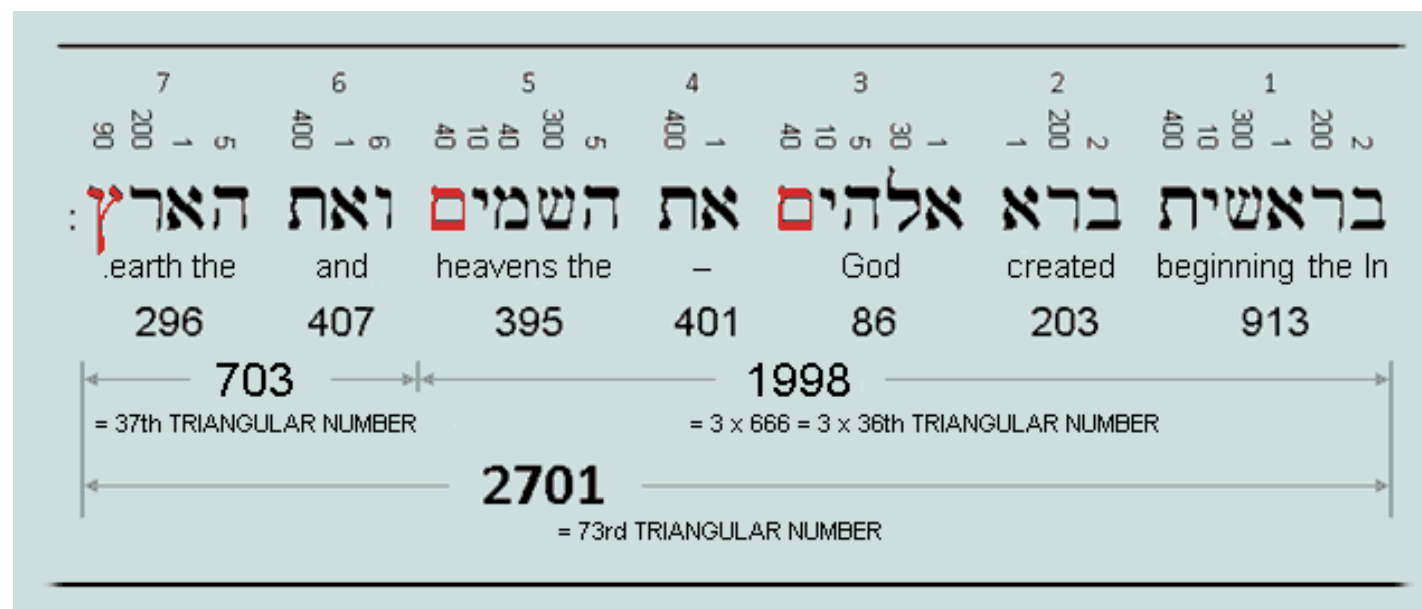 7 6 5 4 3 2 1
90 200 1 5 400 1 6 40 10 40 300 5 400 1 40 10 5 30 1 1 200 2 400 10 300 1 200 2
בראשית ברא אלהים את השמים ואת הארץ:
.earth the and heavens the – God created beginning the In
296 407 395 401 86 203 913
703 1998
= 37th TRIANGULAR NUMBER = 3 x 666 = 3 x 36th TRIANGULAR NUMBER
2701
= 73rd TRIANGULAR NUMBER